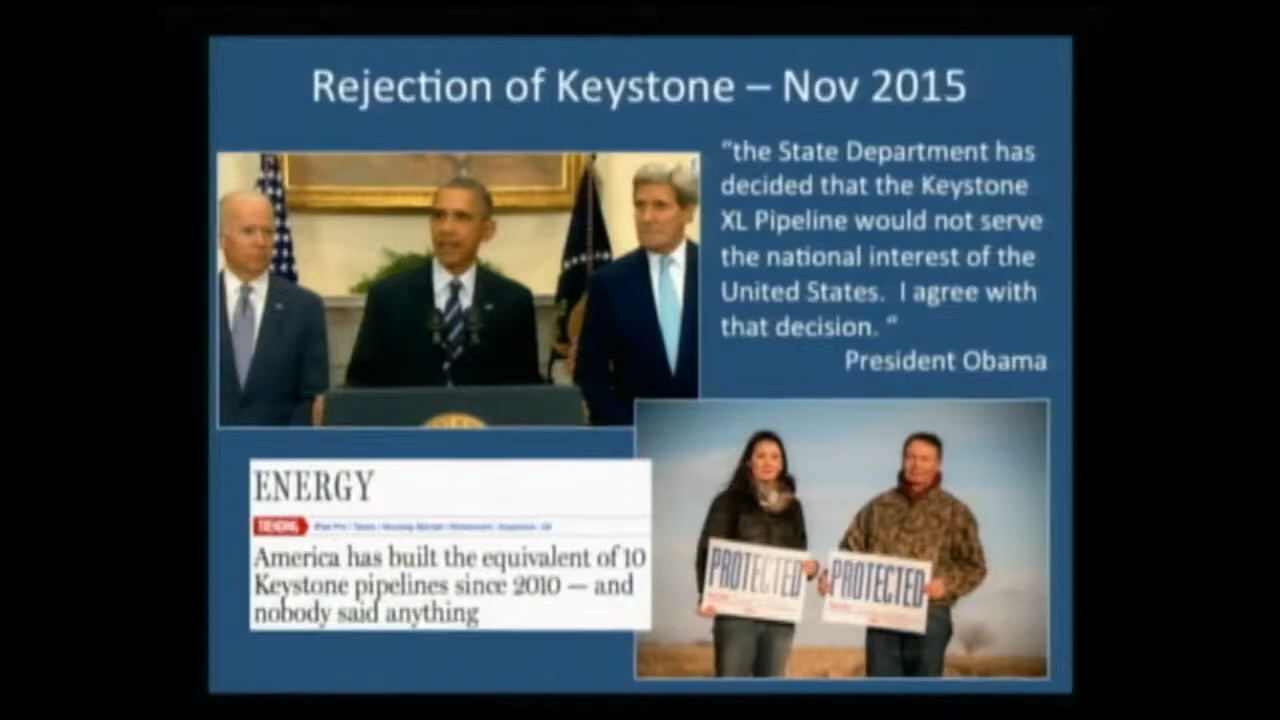 Rejection of Keystone – Nov 2015
“the State Department has
decided that the Keystone
XL Pipeline would not serve
the national interest of the
United States.  I agree with
that decision. “
President Obama
ENERGY
TRENDING
America has built the equivalent of 10
Keystone pipelines since 2010 — and
nobody said anything
PROTECTED
PROTECTED